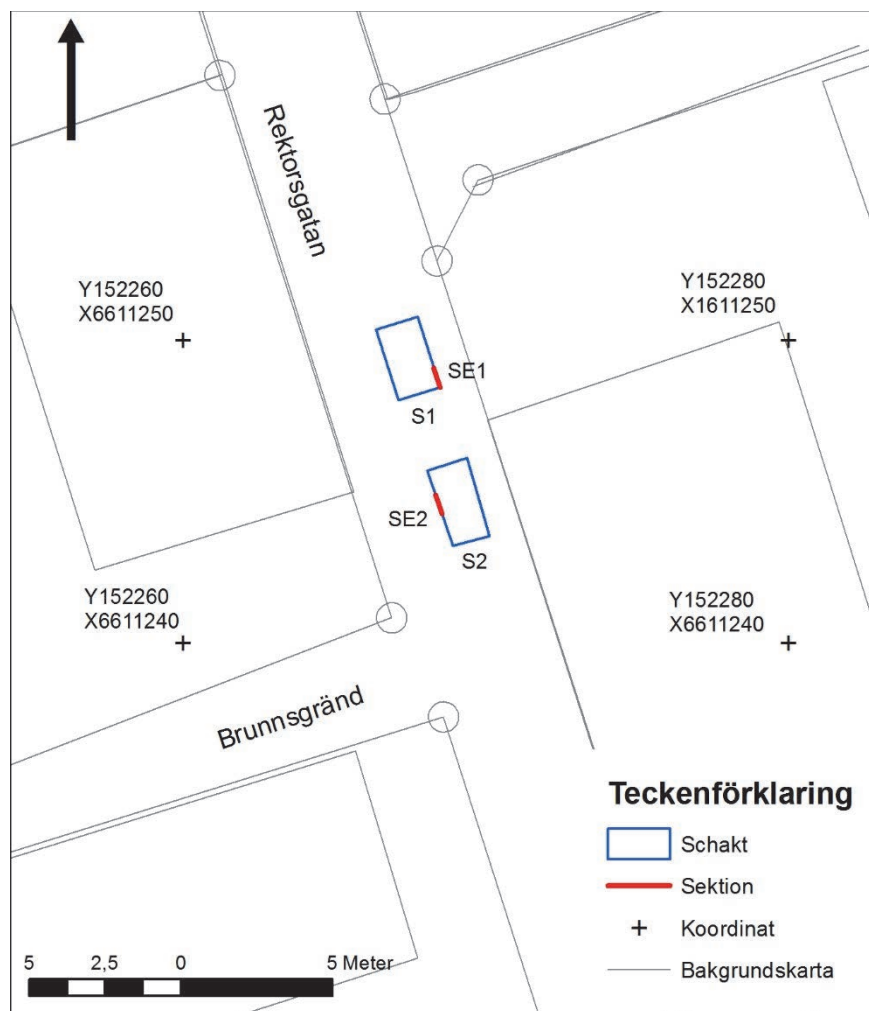 Rektorsgatan
Y152260
X6611250
Y152280
X1611250
SE1
S1
SE2
S2
Y152260
X6611240
Y152280
X6611240
Brunnsgränd
Teckenförklaring
Schakt
Sektion
Koordinat
Bakgrundskarta
5 2,5 0 5 Meter